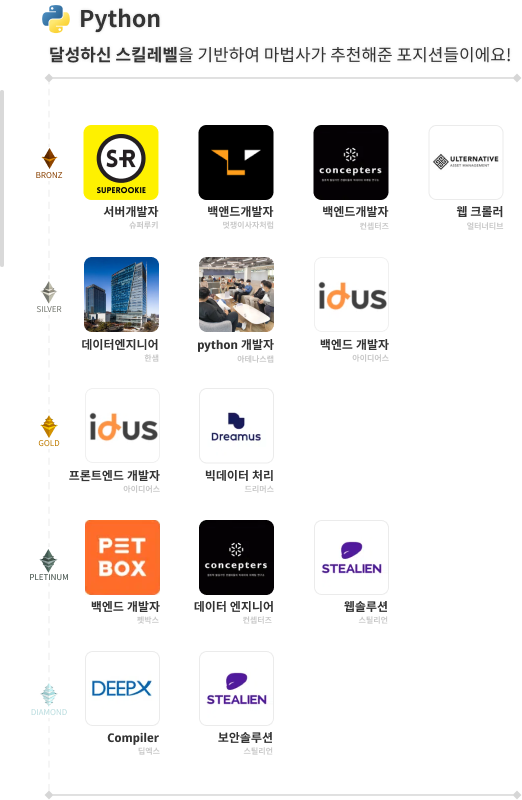 Python
달성하신 스킬레벨을 기반하여 마법사가 추천해준 포지션들이에요!
BRONZ
S·R
SUPEROOKIE
concepters
ULTERNATIVE
ASSET MANAGEMENT
서버개발자
백앤드개발자
백엔드개발자
웹 크롤러
슈퍼루키
멋쟁이사자처럼
컨셉터즈
얼터너티브
SILVER
idus
데이터엔지니어
python 개발자
백엔드 개발자
한샘
아테나스랩
아이디어스
GOLD
idus
Dreamus
프론트엔드 개발자
빅데이터 처리
아이디어스
드리머스
PLETINUM
PET
BOX
concepters
STEALIEN
백엔드 개발자
데이터 엔지니어
웹솔루션
펫박스
컨셉터즈
스틸리언
DIAMOND
DEEPX
STEALIEN
Compiler
보안솔루션
딥엑스
스틸리언